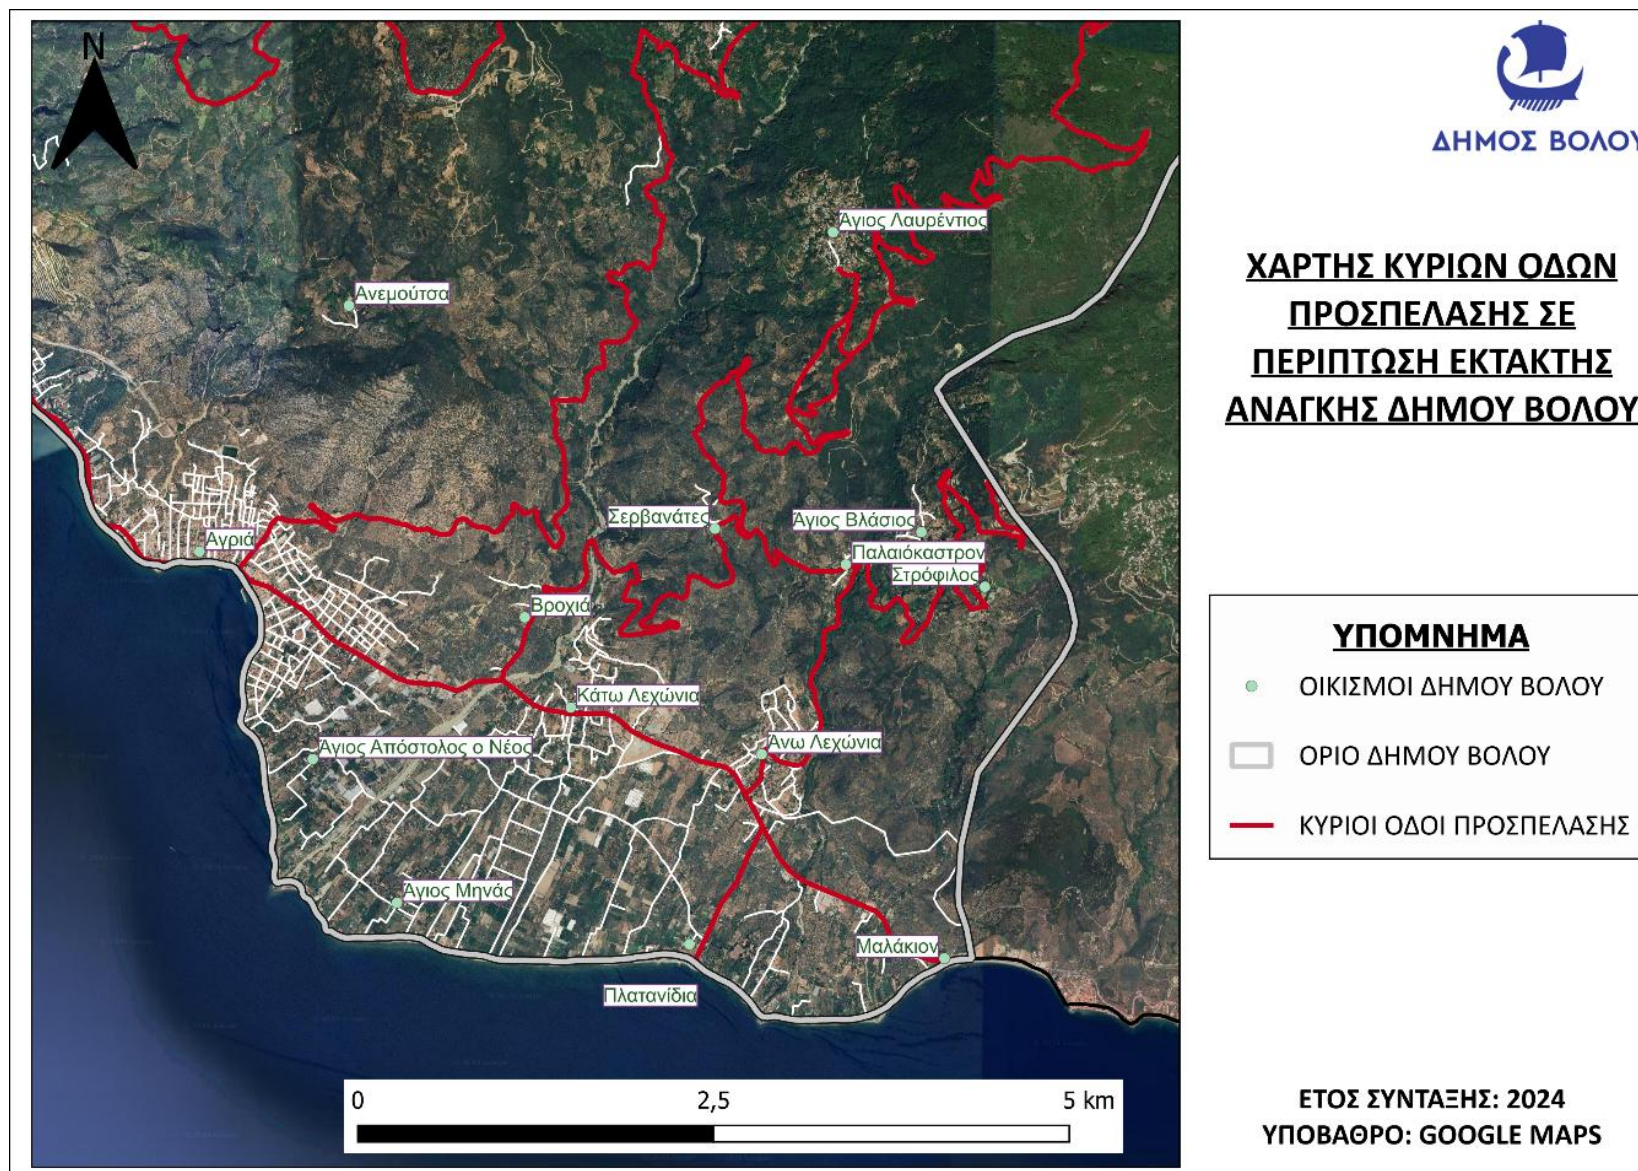 N
ΔΗΜΟΣ ΒΟΛΟΥ
ΧΑΡΤΗΣ ΚΥΡΙΩΝ ΟΔΩΝ
ΠΡΟΣΠΕΛΑΣΗΣ ΣΕ
ΠΕΡΙΠΤΩΣΗ ΕΚΤΑΚΤΗΣ
ΑΝΑΓΚΗΣ ΔΗΜΟΥ ΒΟΛΟΥ
Άγιος Λαυρέντιος
Ανεμούτσα
Σερβανάτες
Άγιος Βλάσιος
Αγριά
Παλαιόκαστρον
Στρόφιλος
Βροχιά
Κάτω Λεχώνια
Άνω Λεχώνια
Άγιος Απόστολος ο Νέος
Άγιος Μηνάς
Μαλάκιον
Πλατανίδια
ΥΠΟΜΝΗΜΑ
ΟΙΚΙΣΜΟΙ ΔΗΜΟΥ ΒΟΛΟΥ
ΟΡΙΟ ΔΗΜΟΥ ΒΟΛΟΥ
ΚΥΡΙΟΙ ΟΔΟΙ ΠΡΟΣΠΕΛΑΣΗΣ
0 2,5 5 km
ΕΤΟΣ ΣΥΝΤΑΞΗΣ: 2024
ΥΠΟΒΑΘΡΟ: GOOGLE MAPS